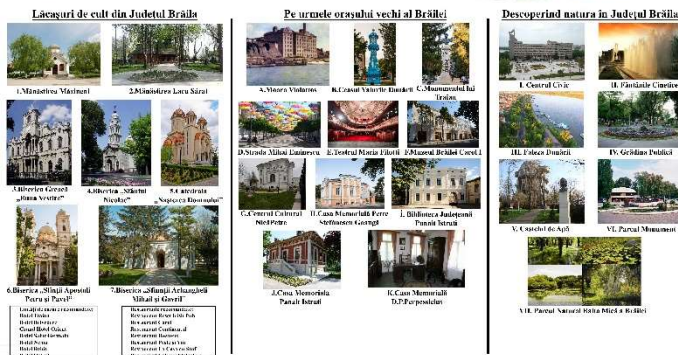 Lăcașuri de cult din Județul Brăila
1.Mănăstirea Măxineni
2.Mănăstirea Lacu Sărat
3.Biserica Greacă
„Buna Vestire”
4.Biserica „Sfântul
Nicolae”
5.Catedrala
„Nașterea Domnului”
6.Biserica „Sfinții Apostoli
Petru și Pavel”
7.Biserica „Sfinții Arhangheli
Mihail și Gavril”
Pe urmele orașului vechi al Brăilei
A.Moara Violattos
B.Ceasul Valurile Dunării
C.Monumentul lui
Traian
D.Strada Mihai Eminescu
E.Teatrul Maria Filotti
F.Muzeul Brăilei Carol I
G.Centrul Cultural
Nicăpetre
H.Casa Memorială Petre
Ștefănescu Goangă
I. Biblioteca Județeană
Panait Istrati
J.Casa Memorială
Panait Istrati
K.Casa Memorială
D.P.Perpessicius
Descoperind natura în Județul Brăila
I. Centrul Civic
II. Fântânile Cinetice
III. Faleza Dunării
IV. Grădina Publică
V. Castelul de Apă
VI. Parcul Monument
VII. Parcul Natural Balta Mică a Brăilei